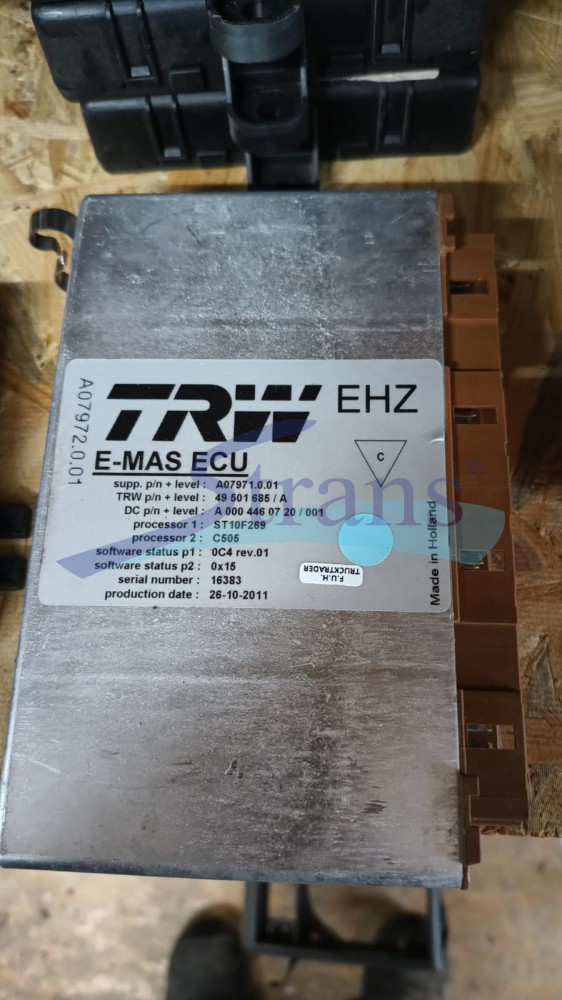 TRW EHZ
A07972.0.01
E-MAS ECU
C
supp. p/n + level : A07971.0.01
TRW p/n + level : 49 501 685 / A
DC p/n + level : A 000 446 07 20 / 001
processor 1 : ST10F269
processor 2 : C505
software status p1 : 0C4 rev.01
software status p2 : 0x15
serial number : 16383
production date : 26-10-2011
F.U.H.
TRUCKTRADER
Made in Holland